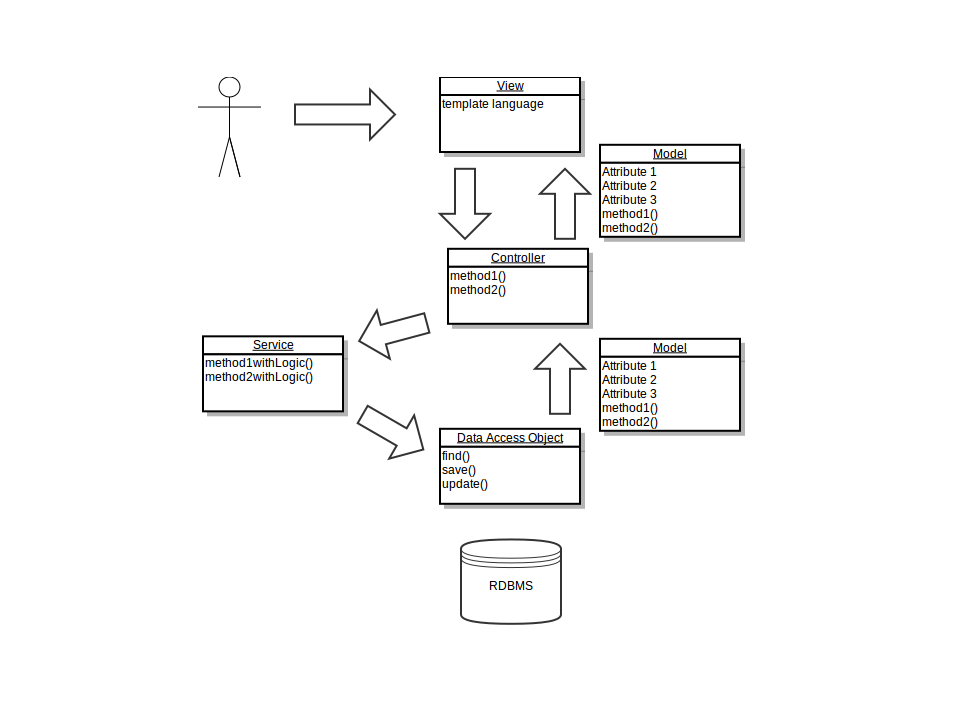 View
template language
Model
Attribute 1
Attribute 2
Attribute 3
method1()
method2()
Controller
method1()
method2()
Service
method1withLogic()
method2withLogic()
Model
Attribute 1
Attribute 2
Attribute 3
method1()
method2()
Data Access Object
find()
save()
update()
RDBMS